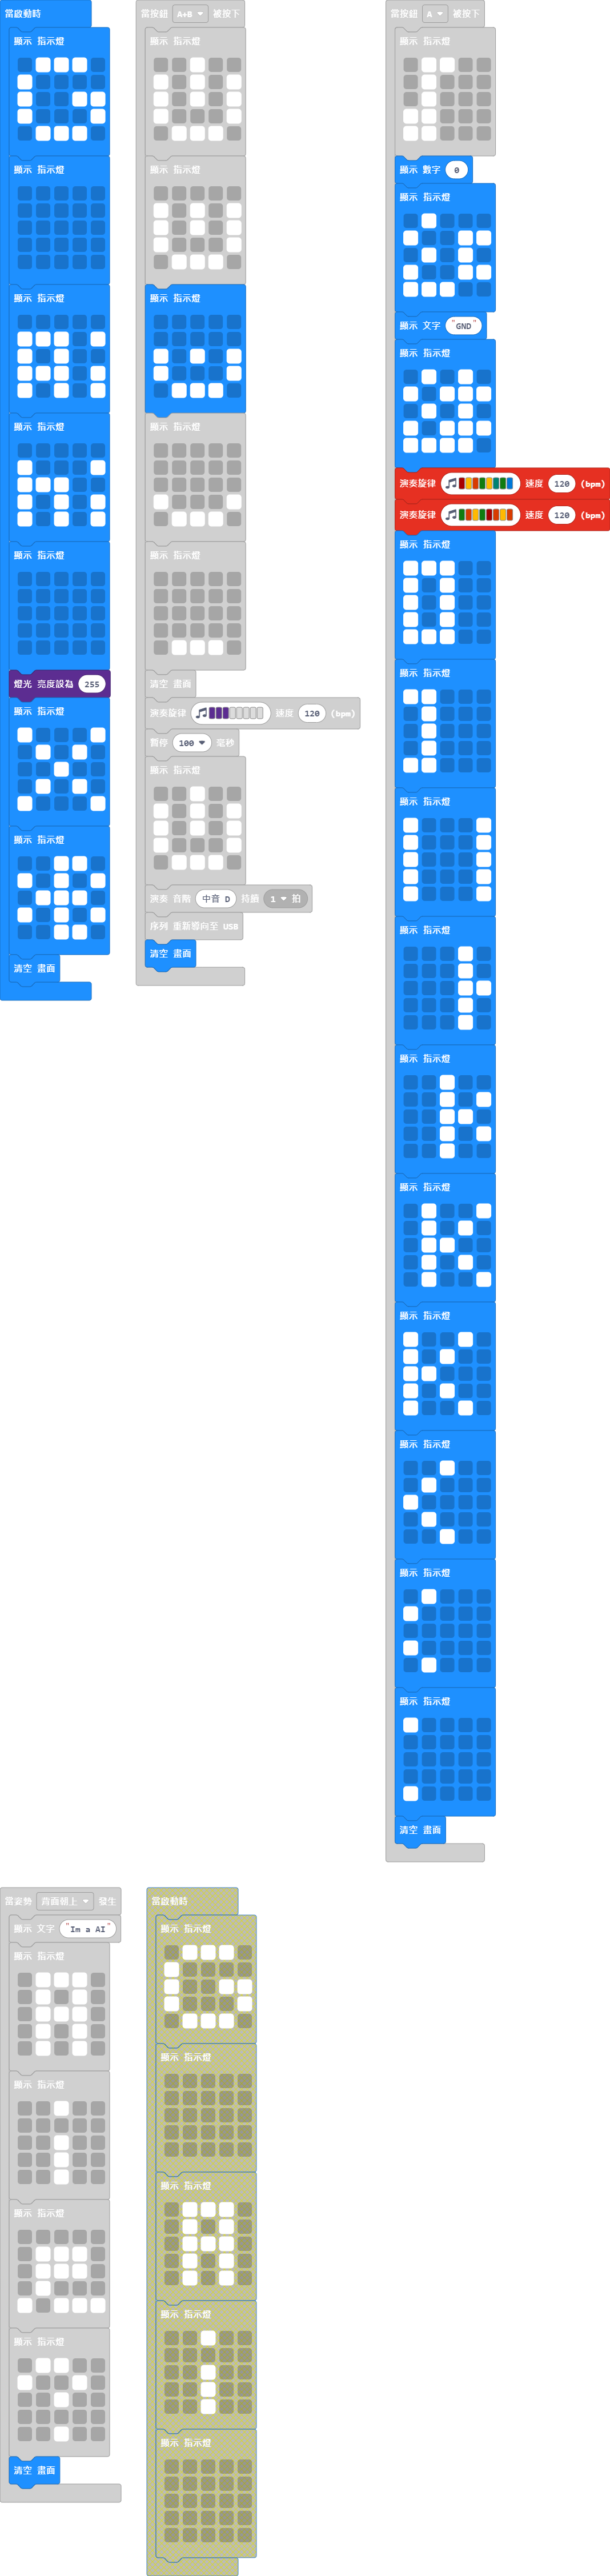 當啟動時
顯示 指示燈
顯示 指示燈
顯示 指示燈
顯示 指示燈
顯示 指示燈
燈光 亮度設為 255
顯示 指示燈
顯示 指示燈
清空 畫面
當按鈕 A+B 被按下
顯示 指示燈
顯示 指示燈
顯示 指示燈
顯示 指示燈
顯示 指示燈
清空 畫面
演奏旋律 速度 120 (bpm)
暫停 100 毫秒
顯示 指示燈
演奏 音階 中音 D 持續 1 拍
序列 重新導向至 USB
清空 畫面
當按鈕 A 被按下
顯示 指示燈
顯示 數字 0
顯示 指示燈
顯示 文字 "GND"
顯示 指示燈
演奏旋律 速度 120 (bpm)
演奏旋律 速度 120 (bpm)
顯示 指示燈
顯示 指示燈
顯示 指示燈
顯示 指示燈
顯示 指示燈
顯示 指示燈
顯示 指示燈
顯示 指示燈
顯示 指示燈
顯示 指示燈
清空 畫面
當姿勢 背面朝上 發生
顯示 文字 "Im a AI"
顯示 指示燈
顯示 指示燈
顯示 指示燈
顯示 指示燈
清空 畫面
當啟動時
顯示 指示燈
顯示 指示燈
顯示 指示燈
顯示 指示燈
顯示 指示燈